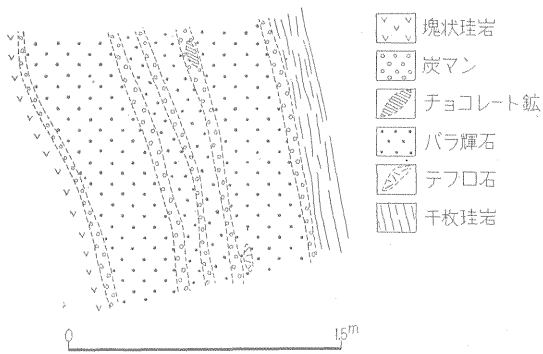 塊状珪岩
炭マン
チョコレート鉱
バラ輝石
テフロ石
千枚珪岩
0 1.5m